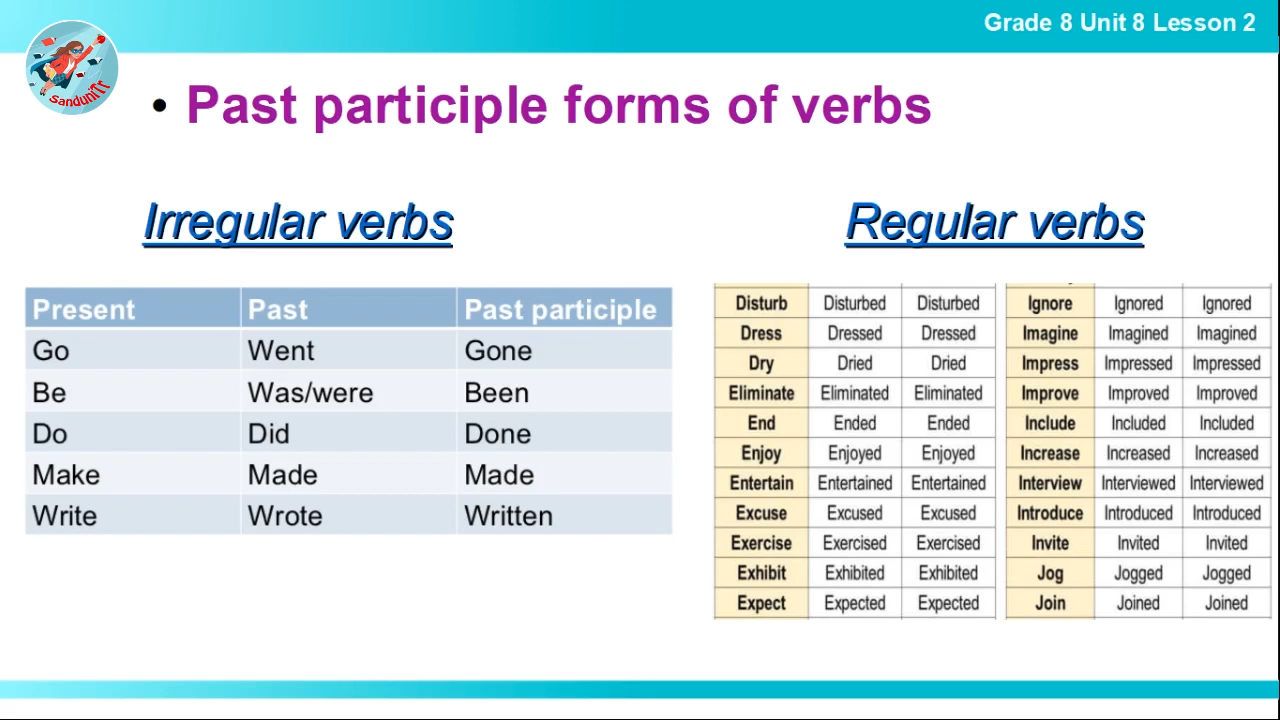 Grade 8 Unit 8 Lesson 2
SanduniTr
• Past participle forms of verbs
Irregular verbs
Present Past Past participle
Go Went Gone
Be Was/were Been
Do Did Done
Make Made Made
Write Wrote Written
Regular verbs
Disturb Disturbed Disturbed
Dress Dressed Dressed
Dry Dried Dried
Eliminate Eliminated Eliminated
End Ended Ended
Enjoy Enjoyed Enjoyed
Entertain Entertained Entertained
Excuse Excused Excused
Exercise Exercised Exercised
Exhibit Exhibited Exhibited
Expect Expected Expected
Ignore Ignored Ignored
Imagine Imagined Imagined
Impress Impressed Impressed
Improve Improved Improved
Include Included Included
Increase Increased Increased
Interview Interviewed Interviewed
Introduce Introduced Introduced
Invite Invited Invited
Jog Jogged Jogged
Join Joined Joined